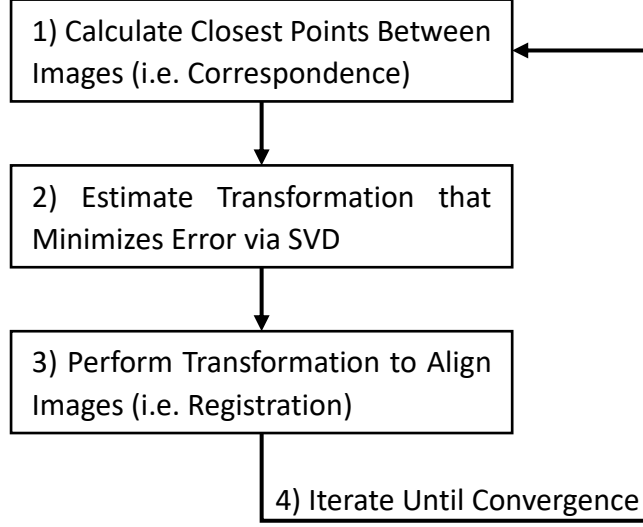 1) Calculate Closest Points Between
Images (i.e. Correspondence)
2) Estimate Transformation that
Minimizes Error via SVD
3) Perform Transformation to Align
Images (i.e. Registration)
4) Iterate Until Convergence